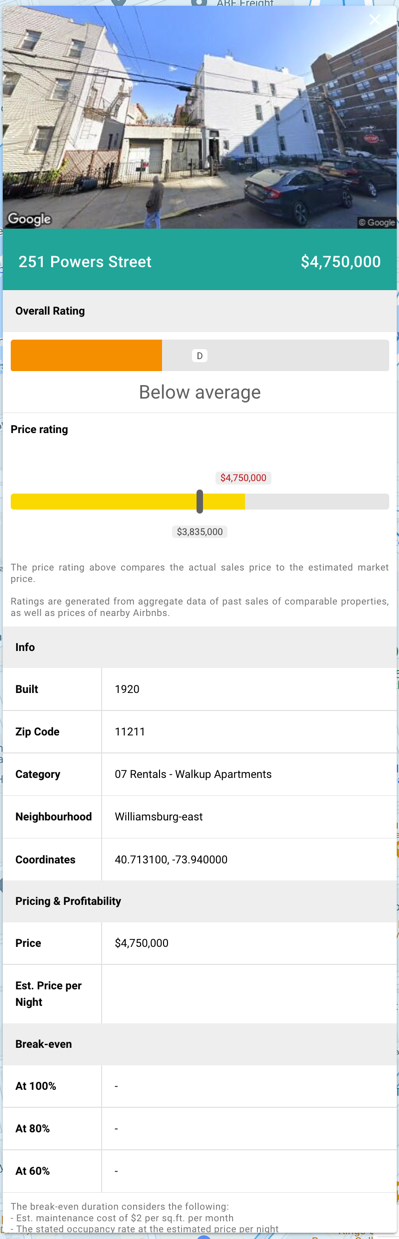 ABF Freight
Google
© Google
251 Powers Street $4,750,000
Overall Rating
D
Below average
Price rating
$4,750,000
$3,835,000
The price rating above compares the actual sales price to the estimated market
price.
Ratings are generated from aggregate data of past sales of comparable properties,
as well as prices of nearby Airbnbs.
Info
Built 1920
Zip Code 11211
Category 07 Rentals - Walkup Apartments
Neighbourhood Williamsburg-east
Coordinates 40.713100, -73.940000
Pricing & Profitability
Price $4,750,000
Est. Price per
Night
Break-even
At 100% -
At 80% -
At 60% -
The break-even duration considers the following:
- Est. maintenance cost of $2 per sq.ft. per month
- The stated occupancy rate at the estimated price per night